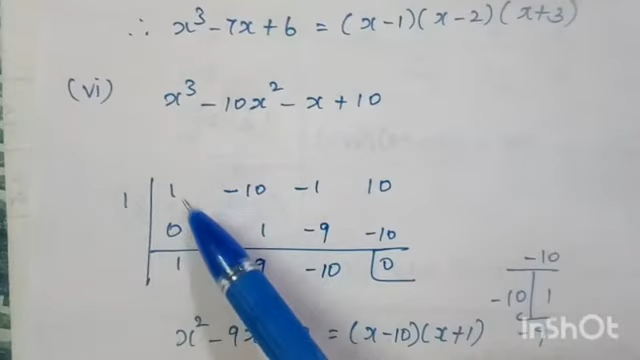 ∴ x³ - 7x + 6 = (x-1)(x-2)(x+3)
(vi) x³ - 10x² - x + 10
1 | 1 -10 -1 10
0 1 -9 -10
1 9 -10 0
-10
-10 | 1
x² - 9x = (x-10)(x+1)
InShOt